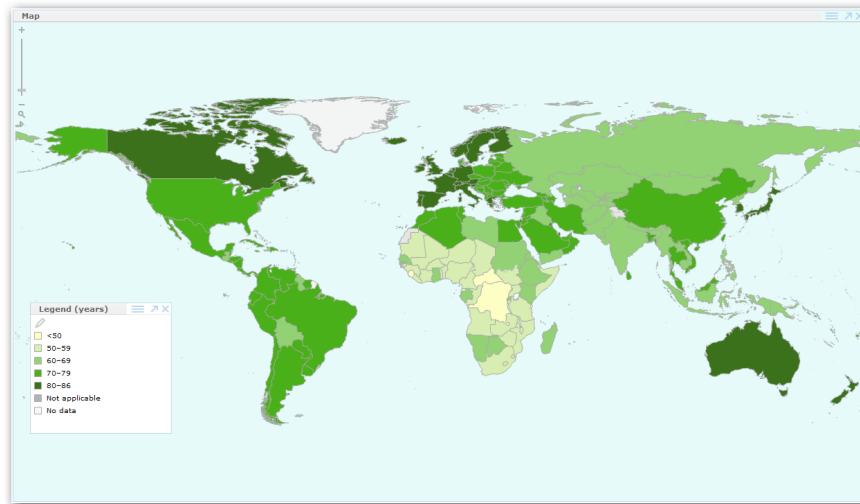 Map
Legend (years)
<50
50–59
60–69
70–79
80–86
Not applicable
No data